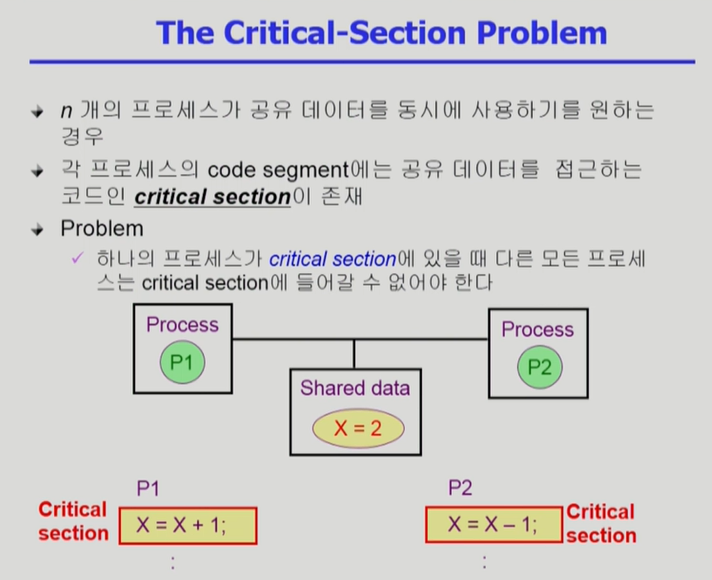 The Critical-Section Problem
n 개의 프로세스가 공유 데이터를 동시에 사용하기를 원하는
경우
각 프로세스의 code segment에는 공유 데이터를 접근하는
코드인 critical section이 존재
Problem
✓ 하나의 프로세스가 critical section에 있을 때 다른 모든 프로세
스는 critical section에 들어갈 수 없어야 한다
Process
P1
Process
P2
Shared data
X = 2
P1
P2
Critical
section
X = X + 1;
X = X – 1;
Critical
section
:
: